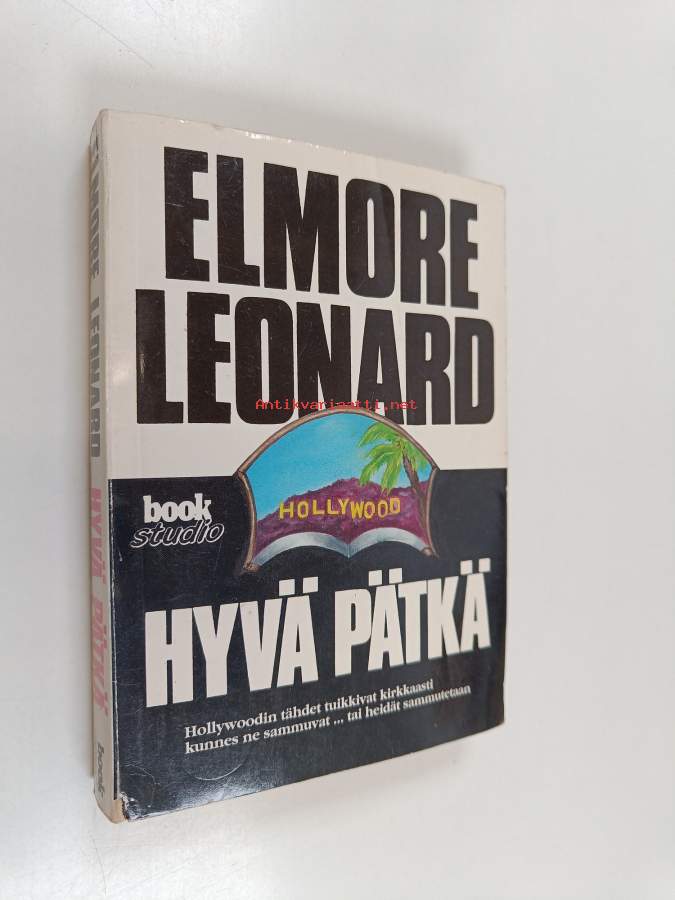 ELMORE
LEONARD
Antikvariaatti.net
HOLLYWOOD
book
studio
HYVÄ PÄTKÄ
Hollywoodin tähdet tuikkivat kirkkaasti
kunnes ne sammuvat ... tai heidät sammutetaan
ELMORE LEONARD HYVÄ PÄTKÄ
book